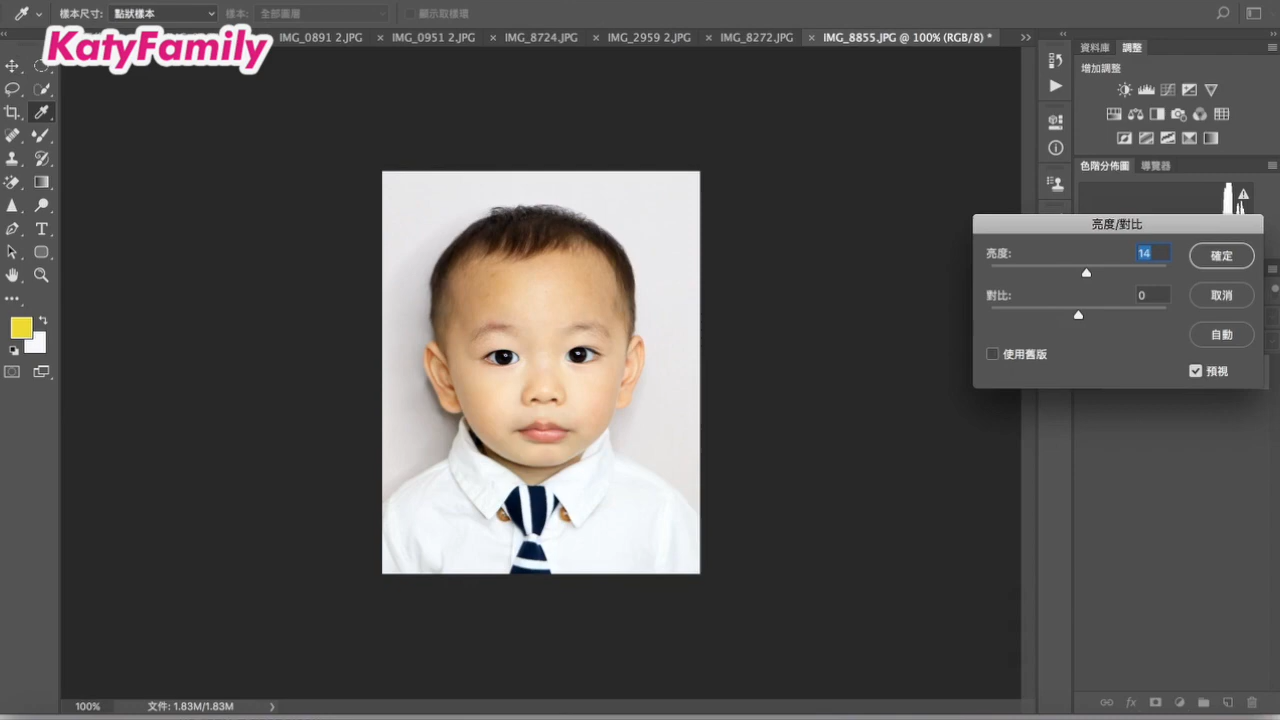 樣本尺寸: 點狀樣本 樣本: 全部圖層 顯示取樣環
KatyFamily
IMG_0891 2.JPG × IMG_0951 2.JPG × IMG_8724.JPG × IMG_2959 2.JPG × IMG_8272.JPG × IMG_8855.JPG @ 100% (RGB/8) *
資料庫 調整
增加調整
色階分佈圖 導覽器
亮度/對比
亮度: 14 確定
對比: 0 取消
自動
使用舊版
預視
100% 文件: 1.83M/1.83M